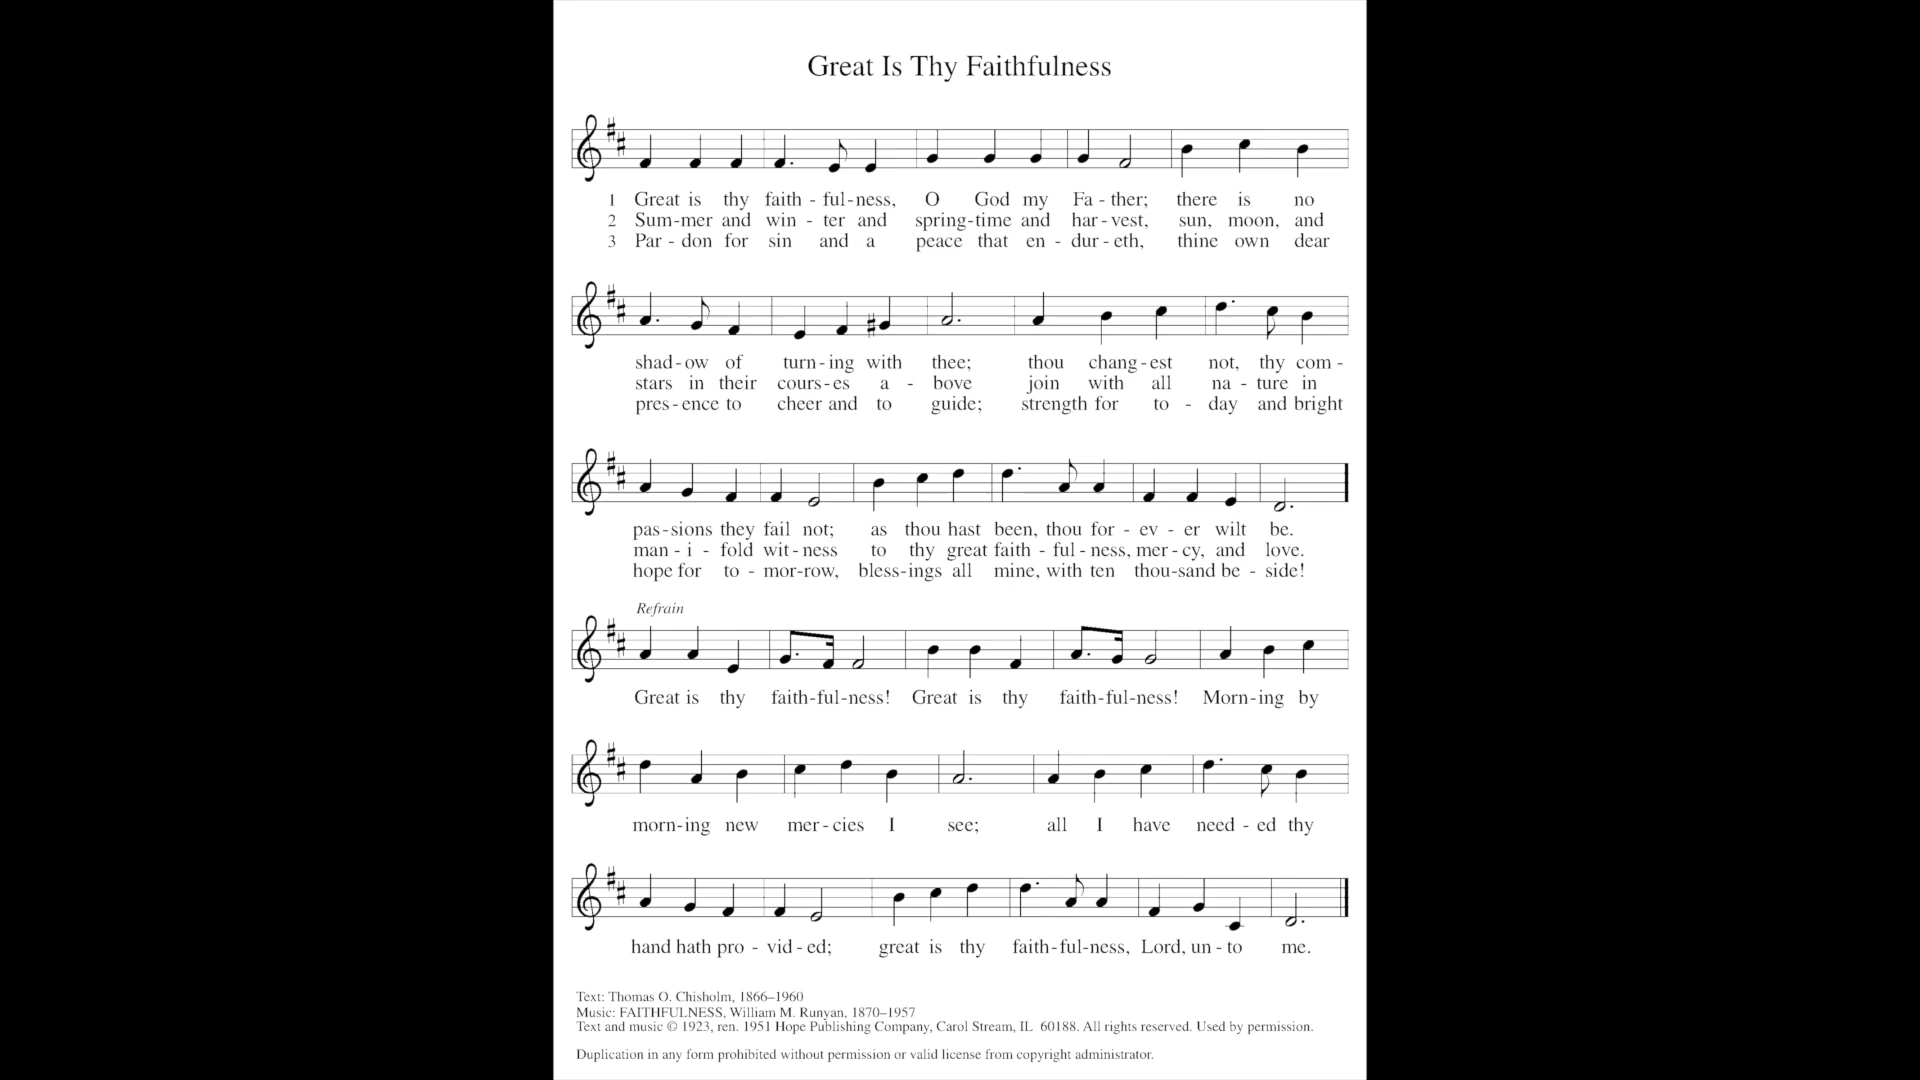 Great Is Thy Faithfulness
1 Great is thy faith - ful - ness, O God my Fa - ther; there is no
2 Sum - mer and win - ter and spring - time and har - vest, sun, moon, and
3 Par - don for sin and a peace that en - dur - eth, thine own dear
shad - ow of turn - ing with thee; thou chang - est not, thy com -
stars in their cours - es a - bove join with all na - ture in
pres - ence to cheer and to guide; strength for to - day and bright
pas - sions they fail not; as thou hast been, thou for - ev - er wilt be.
man - i - fold wit - ness to thy great faith - ful - ness, mer - cy, and love.
hope for to - mor - row, bless - ings all mine, with ten thou - sand be - side!
Refrain
Great is thy faith - ful - ness! Great is thy faith - ful - ness! Morn - ing by
morn - ing new mer - cies I see; all I have need - ed thy
hand hath pro - vid - ed; great is thy faith - ful - ness, Lord, un - to me.
Text: Thomas O. Chisholm, 1866–1960
Music: FAITHFULNESS, William M. Runyan, 1870–1957
Text and music © 1923, ren. 1951 Hope Publishing Company, Carol Stream, IL 60188. All rights reserved. Used by permission.
Duplication in any form prohibited without permission or valid license from copyright administrator.